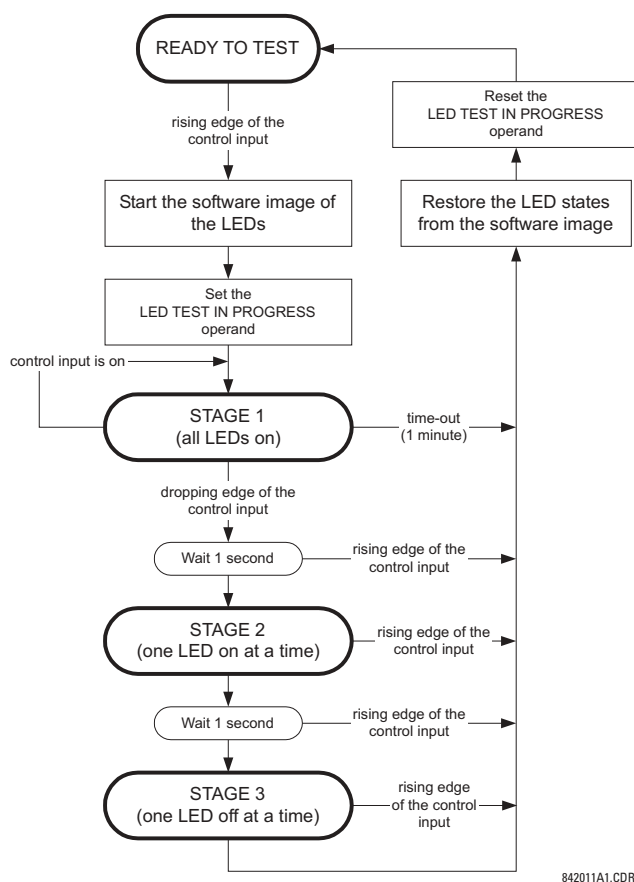 READY TO TEST
rising edge of the
control input
Start the software image of
the LEDs
Set the
LED TEST IN PROGRESS
operand
control input is on
STAGE 1
(all LEDs on)
time-out
(1 minute)
dropping edge of the
control input
Wait 1 second
rising edge of the
control input
STAGE 2
(one LED on at a time)
rising edge of the
control input
Wait 1 second
rising edge of the
control input
STAGE 3
(one LED off at a time)
rising edge
of the control
input
Restore the LED states
from the software image
Reset the
LED TEST IN PROGRESS
operand
842011A1.CDR